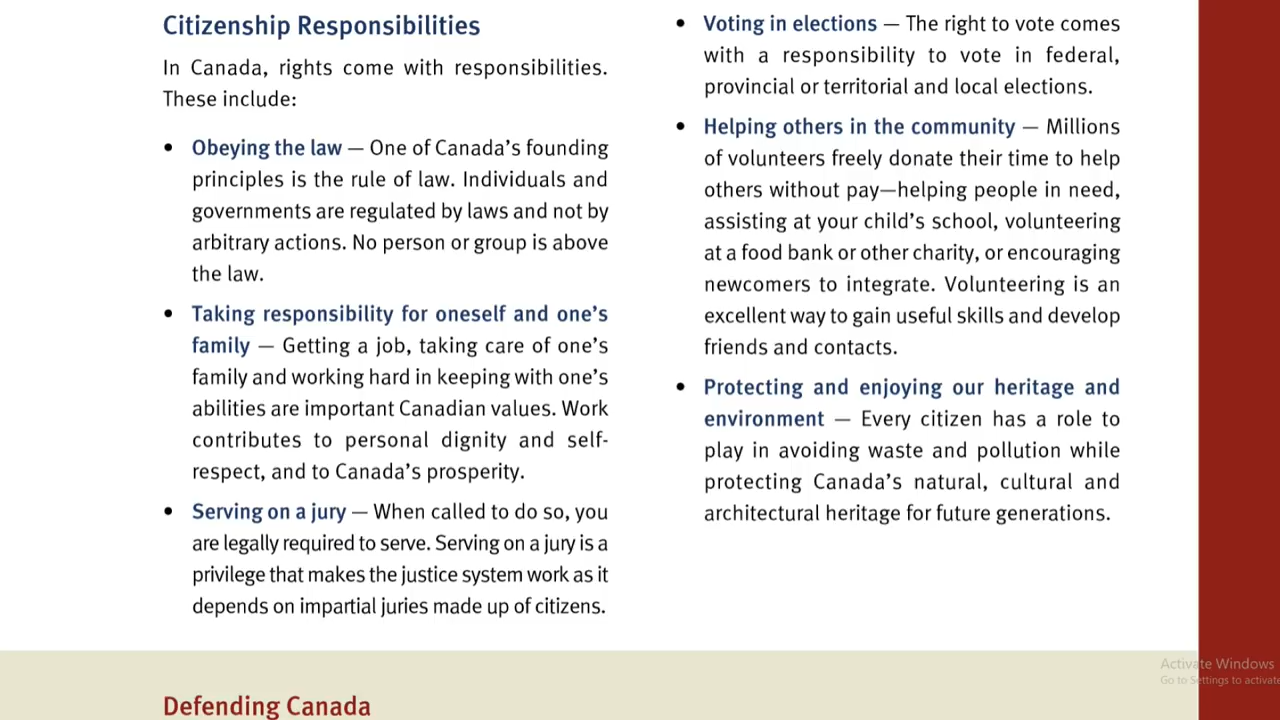 Citizenship Responsibilities
In Canada, rights come with responsibilities.
These include:
• Obeying the law — One of Canada's founding
principles is the rule of law. Individuals and
governments are regulated by laws and not by
arbitrary actions. No person or group is above
the law.
• Taking responsibility for oneself and one's
family — Getting a job, taking care of one's
family and working hard in keeping with one's
abilities are important Canadian values. Work
contributes to personal dignity and self-
respect, and to Canada's prosperity.
• Serving on a jury — When called to do so, you
are legally required to serve. Serving on a jury is a
privilege that makes the justice system work as it
depends on impartial juries made up of citizens.
• Voting in elections — The right to vote comes
with a responsibility to vote in federal,
provincial or territorial and local elections.
• Helping others in the community — Millions
of volunteers freely donate their time to help
others without pay—helping people in need,
assisting at your child's school, volunteering
at a food bank or other charity, or encouraging
newcomers to integrate. Volunteering is an
excellent way to gain useful skills and develop
friends and contacts.
• Protecting and enjoying our heritage and
environment — Every citizen has a role to
play in avoiding waste and pollution while
protecting Canada's natural, cultural and
architectural heritage for future generations.
Defending Canada
Activate Windows
Go to Settings to activate